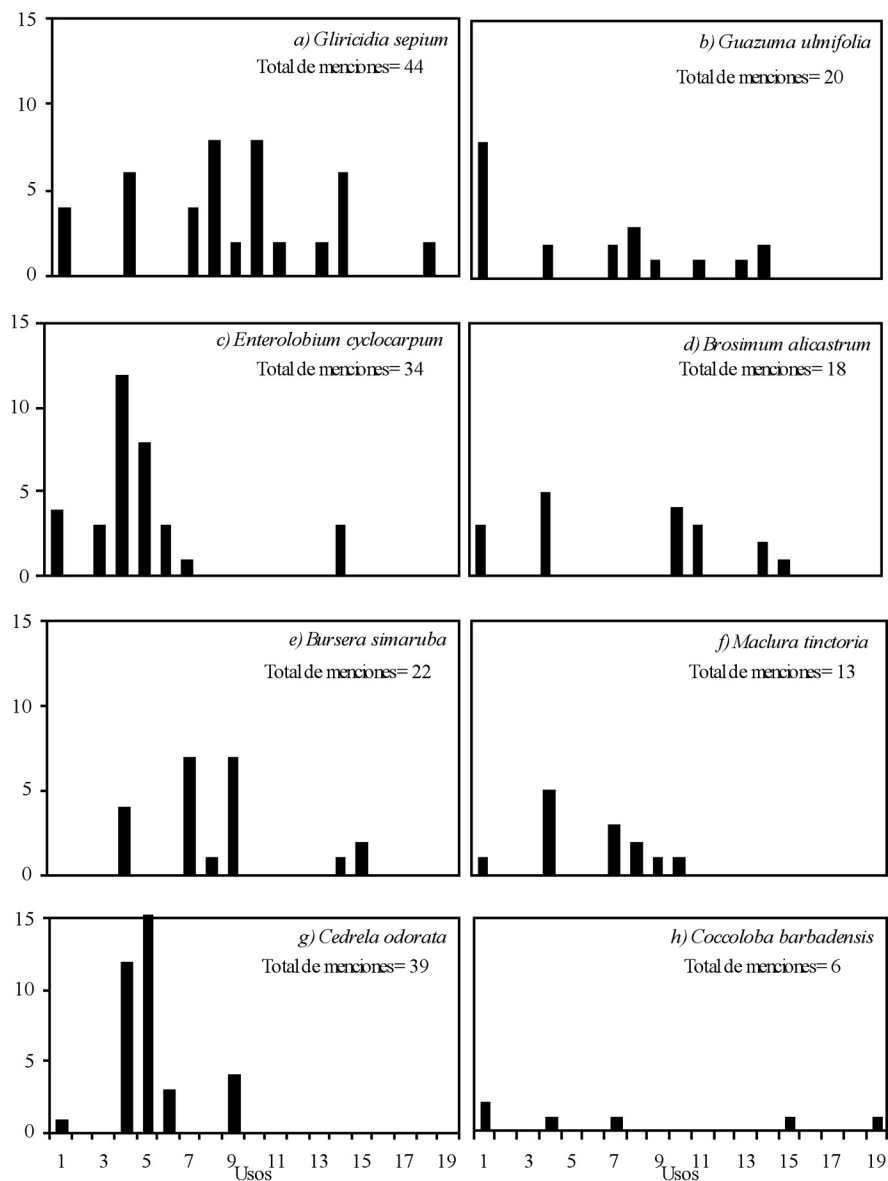 15
a) Gliricidia sepium
Total de menciones= 44
10
5
0
b) Guazuma ulmifolia
Total de menciones= 20
15
c) Enterolobium cyclocarpum
Total de menciones= 34
10
5
0
d) Brosimum alicastrum
Total de menciones= 18
15
e) Bursera simaruba
Total de menciones= 22
10
5
0
f) Maclura tinctoria
Total de menciones= 13
15
g) Cedrela odorata
Total de menciones= 39
10
5
0
1 3 5 7 9 11 13 15 17 19
Usos
h) Coccoloba barbadensis
Total de menciones= 6
1 3 5 7 9 11 13 15 17 19
Usos